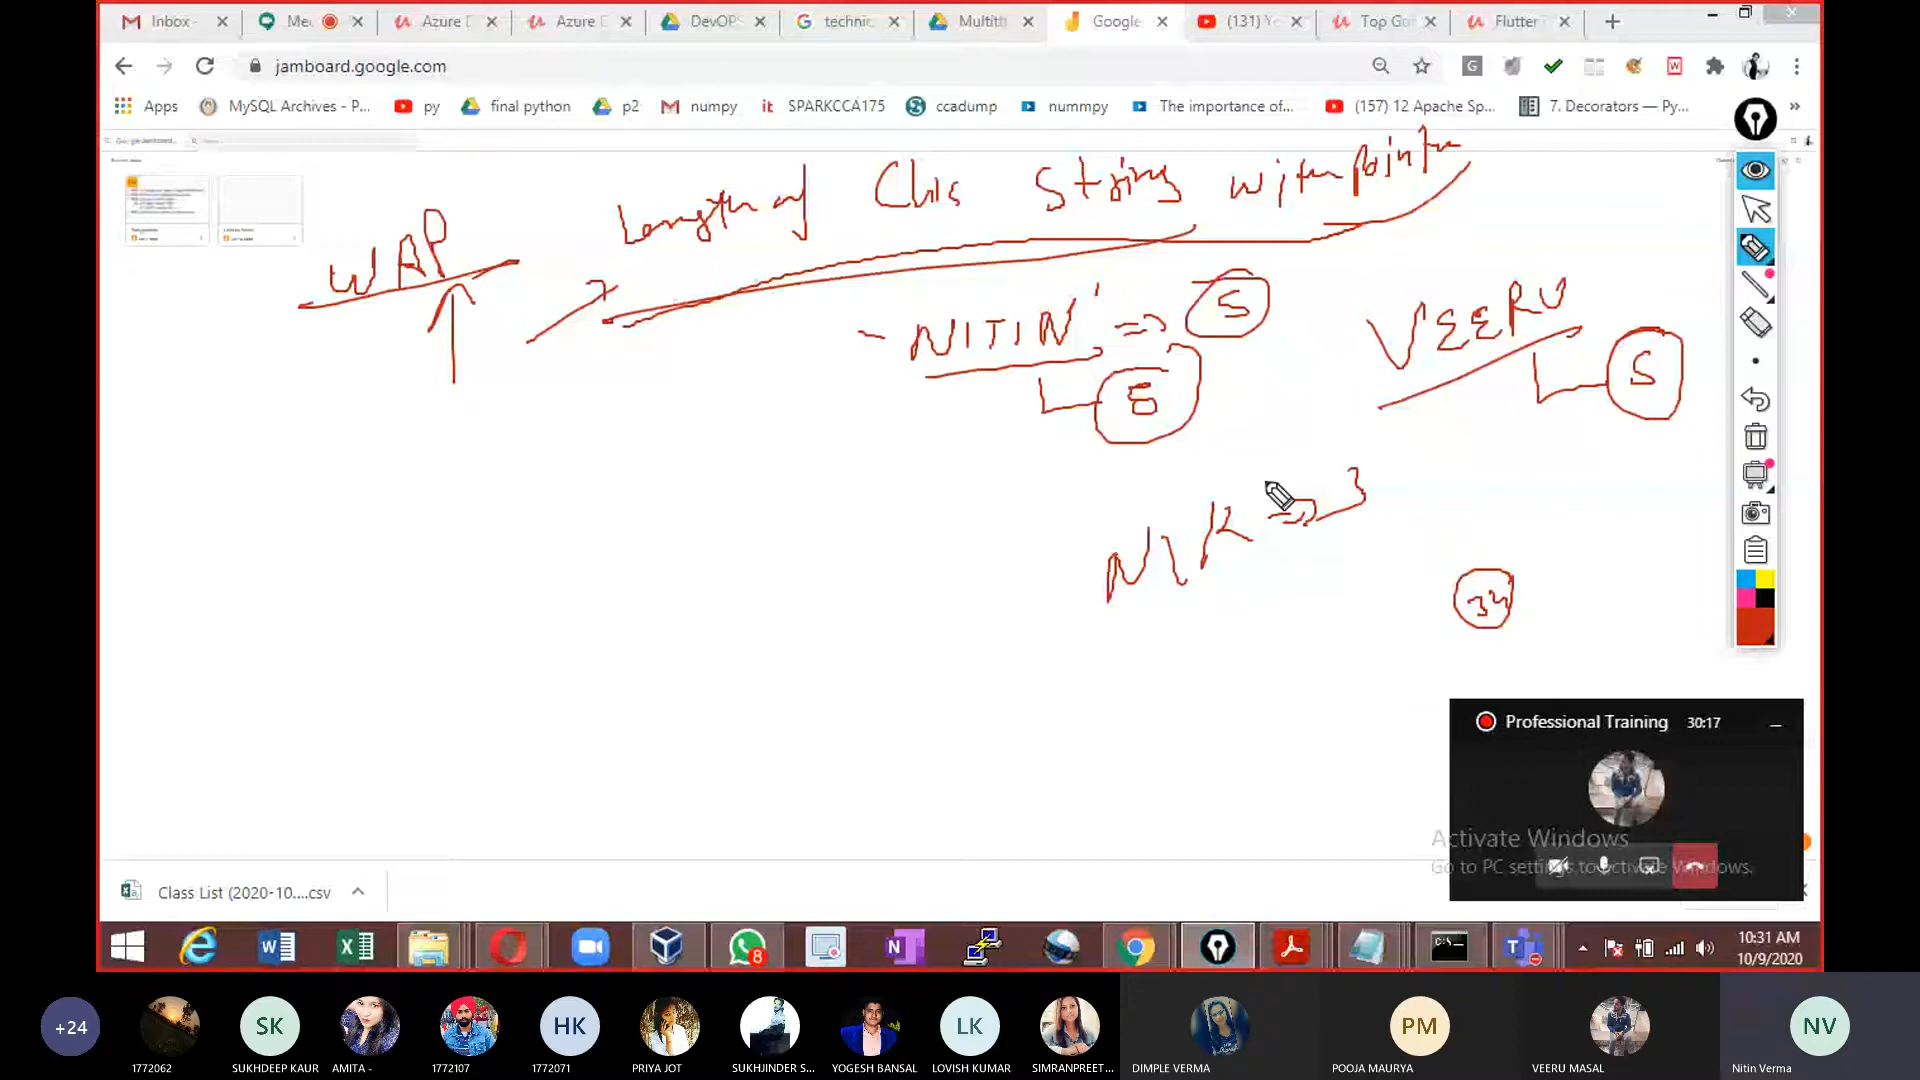 Inbox -
Me
Azure D
Azure D
DevOPS
technic
Multith
Google
(131) Y
Top Go
Flutter
jamboard.google.com
Apps
MySQL Archives - P...
py
final python
p2
numpy
SPARKCCA175
ccadump
nummpy
The importance of...
(157) 12 Apache Sp...
7. Decorators — Py...
WAP
Length of
String
NITIN' => 5
VEERU
5
NIK => 3
34
Professional Training 30:17
Activate Windows
Go to PC settings to activate Windows.
Class List (2020-10....csv
8
10:31 AM
10/9/2020
+24
SK
HK
LK
PM
NV
1772062
SUKHDEEP KAUR
AMITA -
1772107
1772071
PRIYA JOT
SUKHJINDER S...
YOGESH BANSAL
LOVISH KUMAR
SIMRANPREET...
DIMPLE VERMA
POOJA MAURYA
VEERU MASAL
Nitin Verma